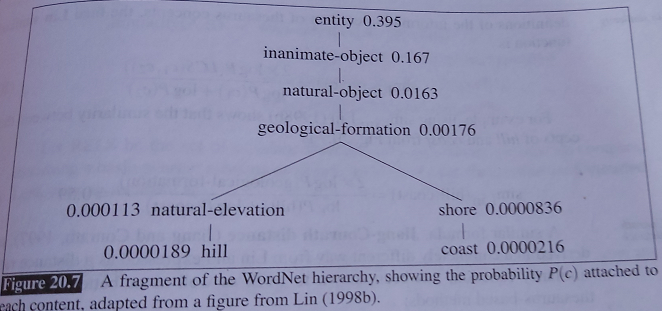 entity 0.395
inanimate-object 0.167
natural-object 0.0163
geological-formation 0.00176
0.000113 natural-elevation
shore 0.0000836
0.0000189 hill
coast 0.0000216
Figure 20.7 A fragment of the WordNet hierarchy, showing the probability P(c) attached to
each content, adapted from a figure from Lin (1998b).